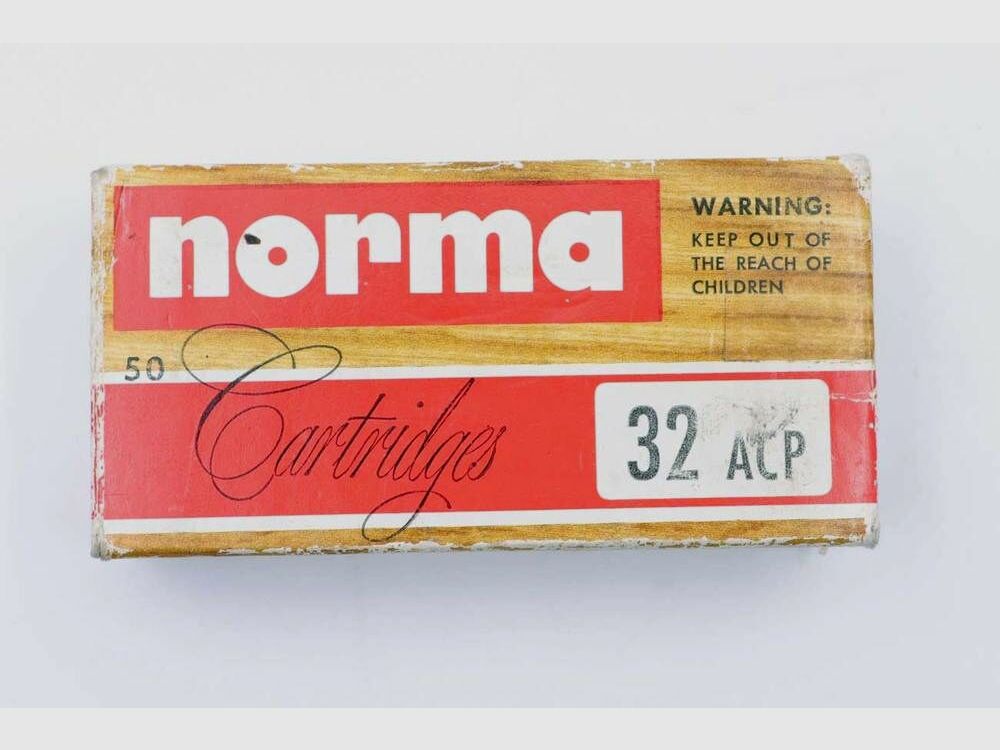 norma
WARNING:
KEEP OUT OF
THE REACH OF
CHILDREN
50
Cartridges
32 ACP